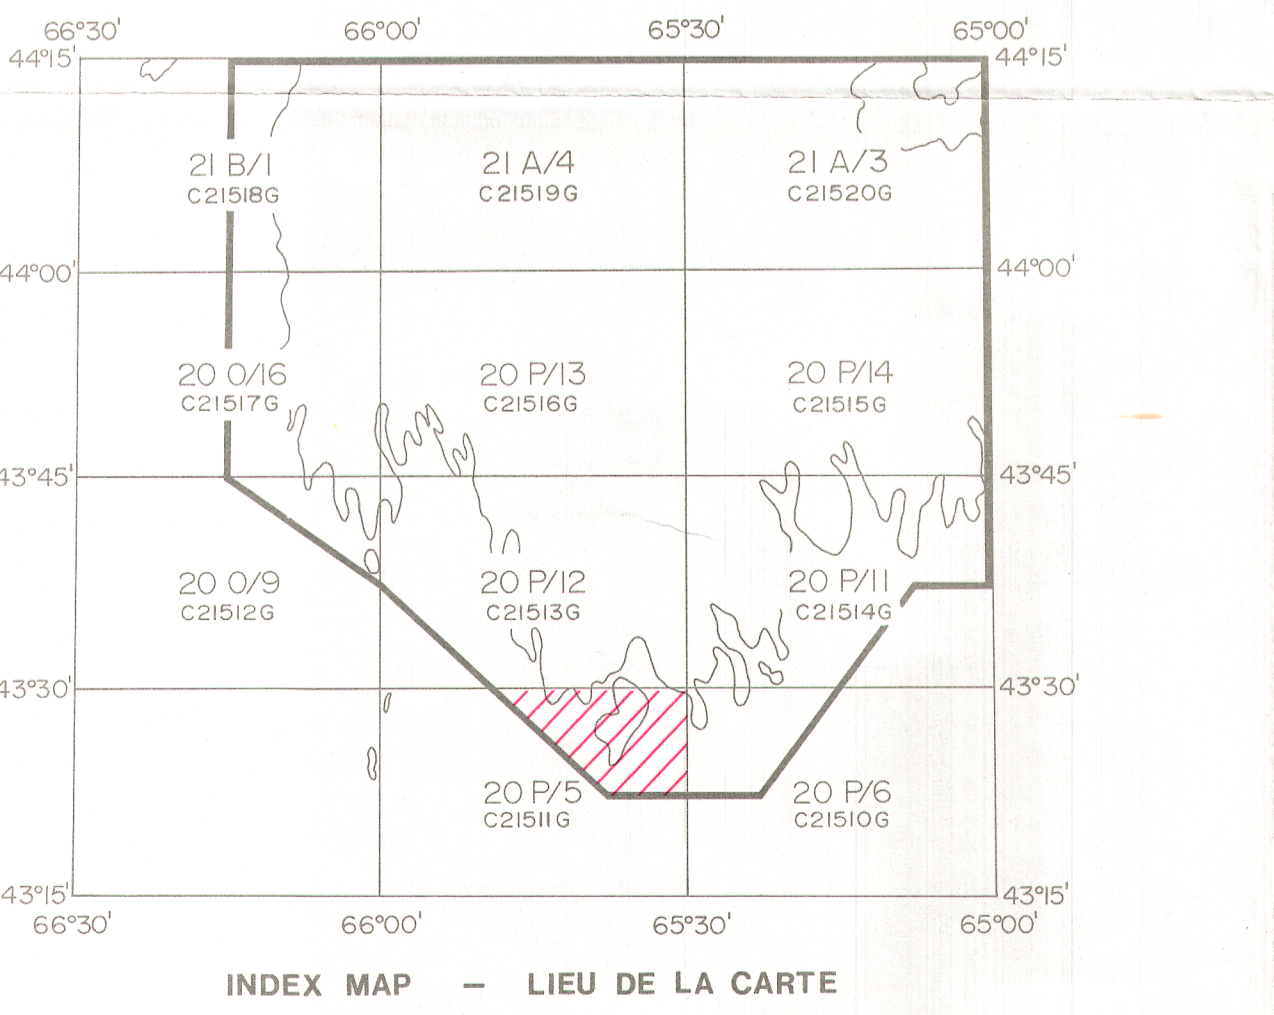 66°30' 66°00' 65°30' 65°00'
44°15' 44°15'
21 B/1 21 A/4 21 A/3
C21518G C21519G C21520G
44°00' 44°00'
20 O/16 20 P/13 20 P/14
C21517G C21516G C21515G
43°45' 43°45'
20 O/9 20 P/12 20 P/11
C21512G C21513G C21514G
43°30' 43°30'
20 P/5 20 P/6
C21511G C21510G
43°15' 43°15'
66°30' 66°00' 65°30' 65°00'
INDEX MAP – LIEU DE LA CARTE